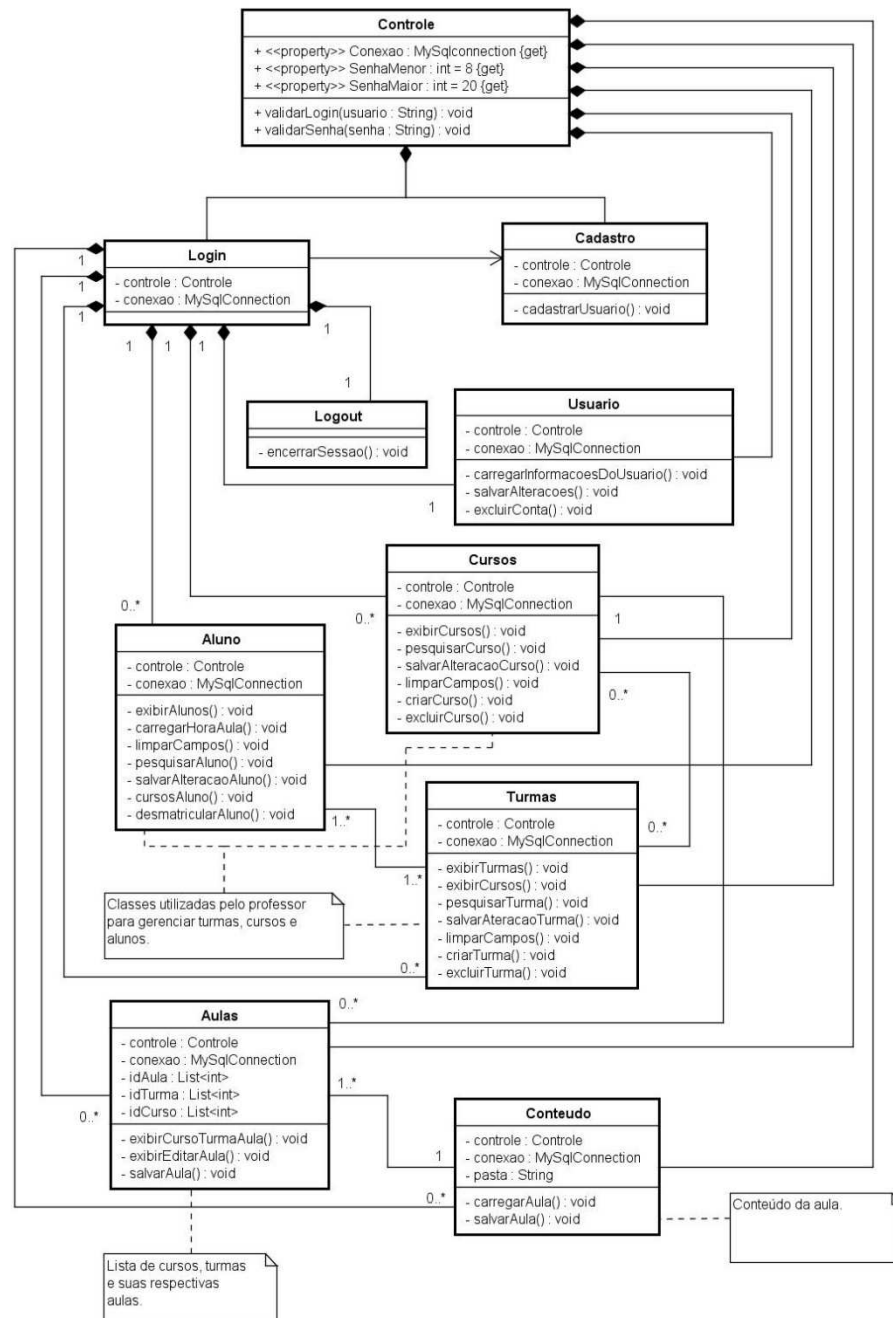 Controle
+ <<property>> Conexao : MySqlconnection {get}
+ <<property>> SenhaMenor : int = 8 {get}
+ <<property>> SenhaMaior : int = 20 {get}
+ validarLogin(usuario : String) : void
+ validarSenha(senha : String) : void
1
1
1
Login
- controle : Controle
- conexao : MySqlConnection
Cadastro
- controle : Controle
- conexao : MySqlConnection
- cadastrarUsuario() : void
1
1
1
1
1
Logout
- encerrarSessao() : void
Usuario
- controle : Controle
- conexao : MySqlConnection
- carregarInformacoesDoUsuario() : void
- salvarAlteracoes() : void
- excluirConta() : void
1
Cursos
- controle : Controle
- conexao : MySqlConnection
- exibirCursos() : void
- pesquisarCurso() : void
- salvarAlteracaoCurso() : void
- limparCampos() : void
- criarCurso() : void
- excluirCurso() : void
0..*
0..*
1
0..*
Aluno
- controle : Controle
- conexao : MySqlConnection
- exibirAlunos() : void
- carregarHoraAula() : void
- limparCampos() : void
- pesquisarAluno() : void
- salvarAlteracaoAluno() : void
- cursosAluno() : void
- desmatricularAluno() : void
1..*
1..*
0..*
Turmas
- controle : Controle
- conexao : MySqlConnection
- exibirTurmas() : void
- exibirCursos() : void
- pesquisarTurma() : void
- salvarAteracaoTurma() : void
- limparCampos() : void
- criarTurma() : void
- excluirTurma() : void
Classes utilizadas pelo professor
para gerenciar turmas, cursos e
alunos.
0..*
0..*
Aulas
- controle : Controle
- conexao : MySqlConnection
- idAula : List<int>
- idTurma : List<int>
- idCurso : List<int>
- exibirCursoTurmaAula() : void
- exibirEditarAula() : void
- salvarAula() : void
0..*
1..*
1
0..*
Conteudo
- controle : Controle
- conexao : MySqlConnection
- pasta : String
- carregarAula() : void
- salvarAula() : void
Conteúdo da aula.
Lista de cursos, turmas
e suas respectivas
aulas.